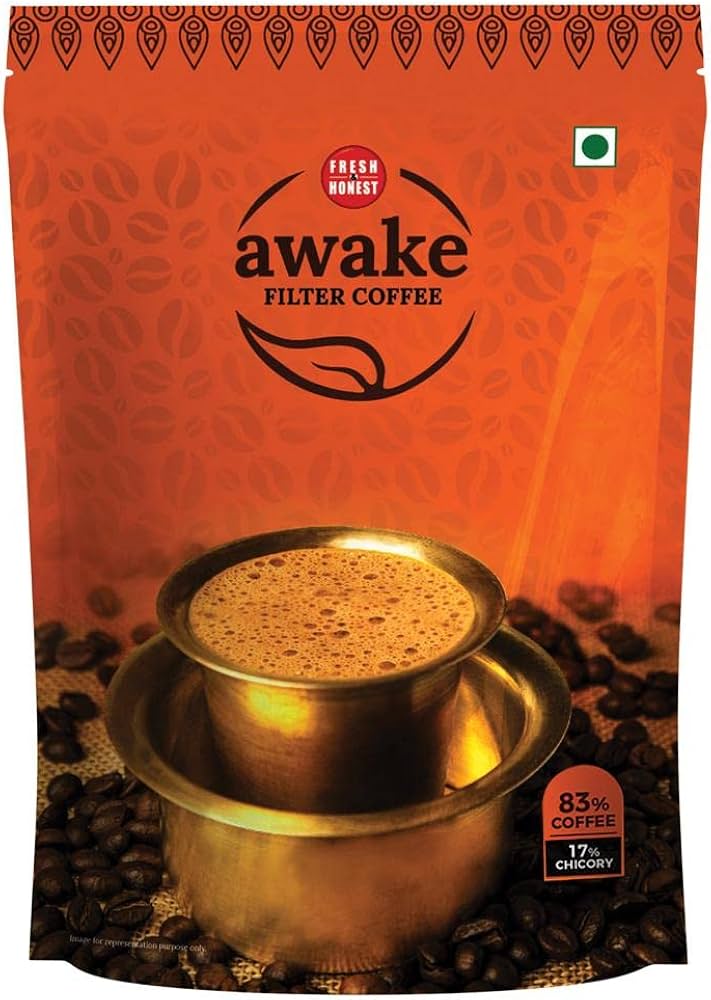 FRESH
&
HONEST
awake
FILTER COFFEE
83%
COFFEE
17%
CHICORY
Image for representation purpose only.